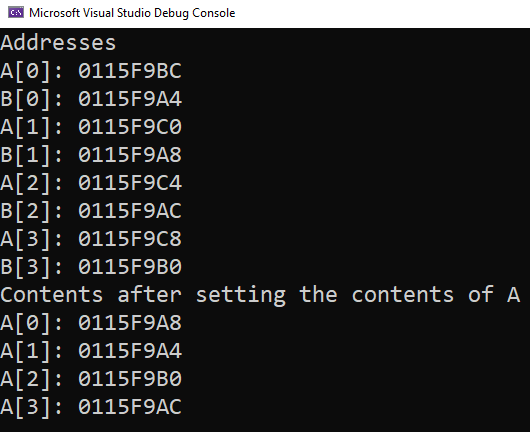 Microsoft Visual Studio Debug Console
Addresses
A[0]: 0115F9BC
B[0]: 0115F9A4
A[1]: 0115F9C0
B[1]: 0115F9A8
A[2]: 0115F9C4
B[2]: 0115F9AC
A[3]: 0115F9C8
B[3]: 0115F9B0
Contents after setting the contents of A
A[0]: 0115F9A8
A[1]: 0115F9A4
A[2]: 0115F9B0
A[3]: 0115F9AC